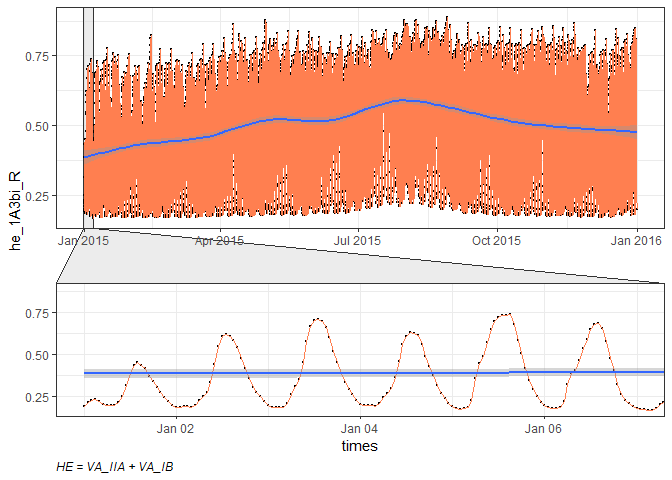 0.75
0.50
0.25
Jan 2015 Apr 2015 Jul 2015 Oct 2015 Jan 2016
he_1A3bi_R
0.75
0.50
0.25
Jan 02 Jan 04 Jan 06
times
HE = VA_IIA + VA_IB